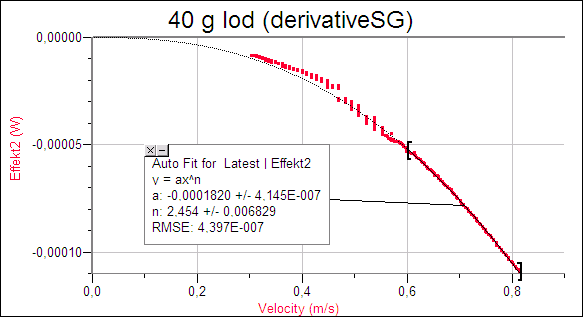 40 g lod (derivativeSG)
0,00000
-0,00005
-0,00010
Effekt2 (W)
Auto Fit for Latest | Effekt2
y = ax^n
a: -0,0001820 +/- 4,145E-007
n: 2,454 +/- 0,006829
RMSE: 4,397E-007
0,0 0,2 0,4 0,6 0,8
Velocity (m/s)